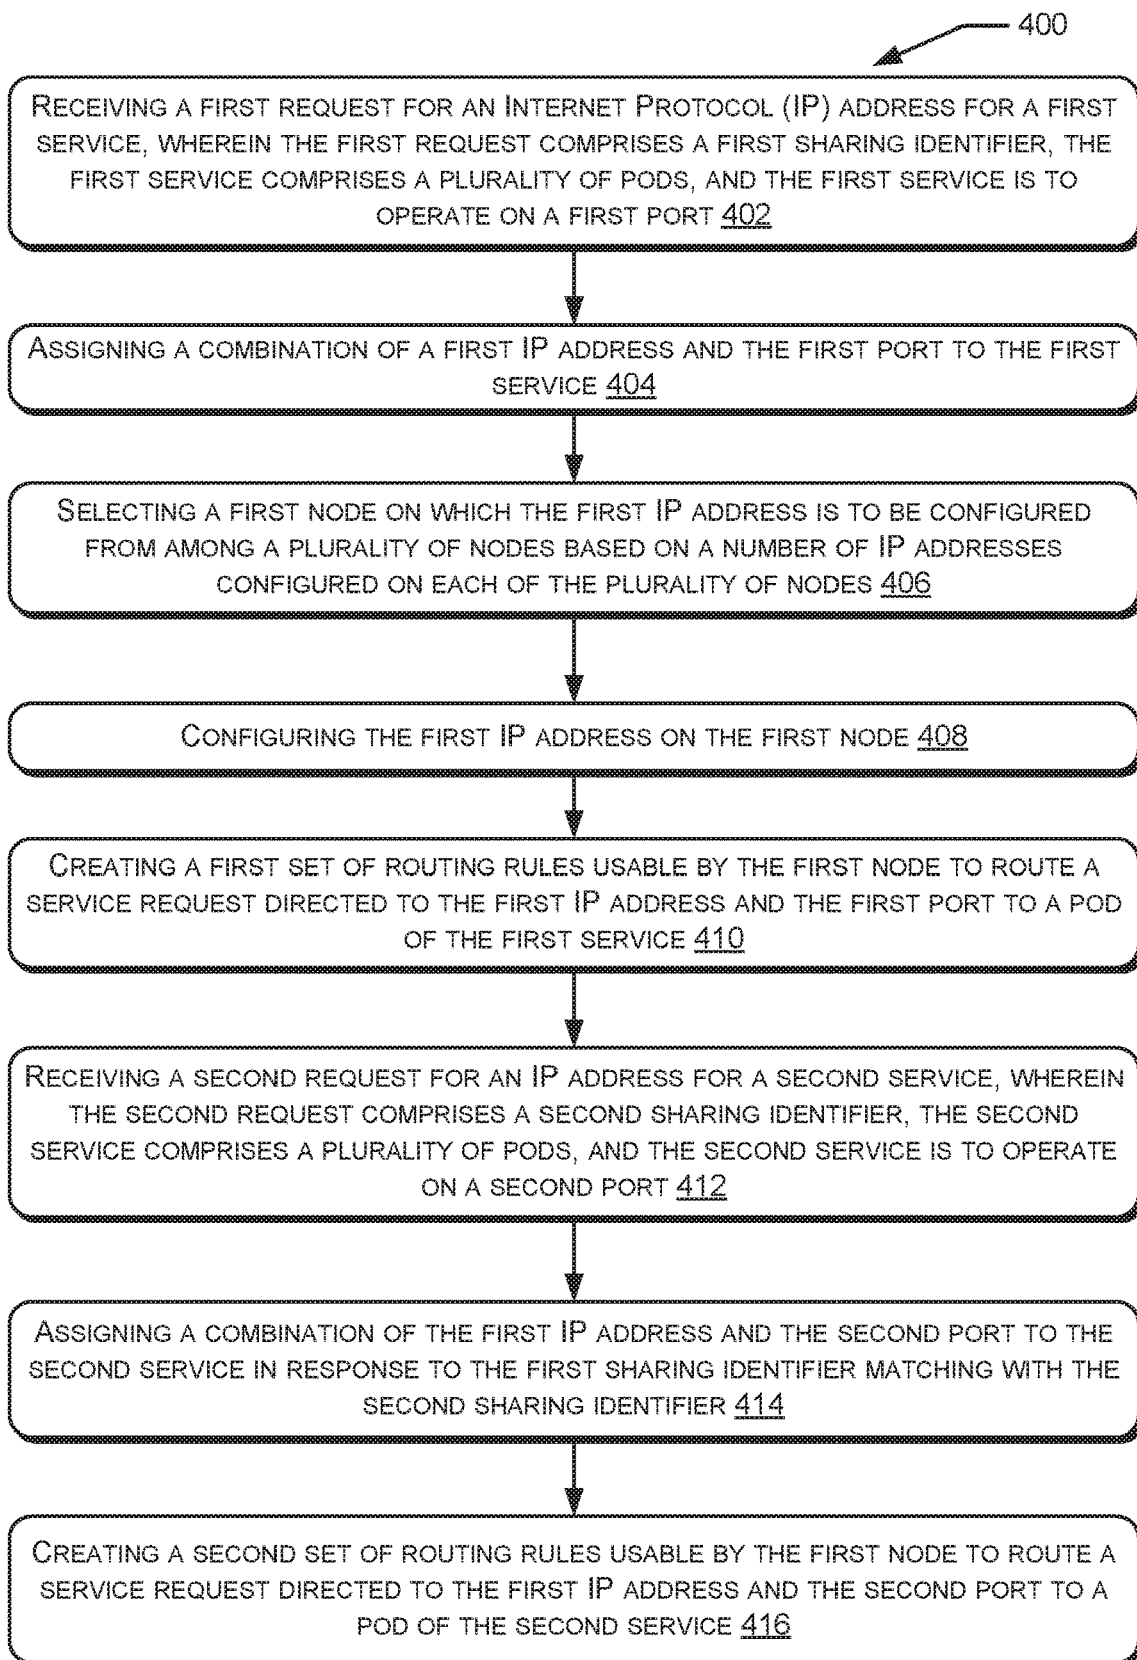 400
RECEIVING A FIRST REQUEST FOR AN INTERNET PROTOCOL (IP) ADDRESS FOR A FIRST
SERVICE, WHEREIN THE FIRST REQUEST COMPRISES A FIRST SHARING IDENTIFIER, THE
FIRST SERVICE COMPRISES A PLURALITY OF PODS, AND THE FIRST SERVICE IS TO
OPERATE ON A FIRST PORT 402
ASSIGNING A COMBINATION OF A FIRST IP ADDRESS AND THE FIRST PORT TO THE FIRST
SERVICE 404
SELECTING A FIRST NODE ON WHICH THE FIRST IP ADDRESS IS TO BE CONFIGURED
FROM AMONG A PLURALITY OF NODES BASED ON A NUMBER OF IP ADDRESSES
CONFIGURED ON EACH OF THE PLURALITY OF NODES 406
CONFIGURING THE FIRST IP ADDRESS ON THE FIRST NODE 408
CREATING A FIRST SET OF ROUTING RULES USABLE BY THE FIRST NODE TO ROUTE A
SERVICE REQUEST DIRECTED TO THE FIRST IP ADDRESS AND THE FIRST PORT TO A POD
OF THE FIRST SERVICE 410
RECEIVING A SECOND REQUEST FOR AN IP ADDRESS FOR A SECOND SERVICE, WHEREIN
THE SECOND REQUEST COMPRISES A SECOND SHARING IDENTIFIER, THE SECOND
SERVICE COMPRISES A PLURALITY OF PODS, AND THE SECOND SERVICE IS TO OPERATE
ON A SECOND PORT 412
ASSIGNING A COMBINATION OF THE FIRST IP ADDRESS AND THE SECOND PORT TO THE
SECOND SERVICE IN RESPONSE TO THE FIRST SHARING IDENTIFIER MATCHING WITH THE
SECOND SHARING IDENTIFIER 414
CREATING A SECOND SET OF ROUTING RULES USABLE BY THE FIRST NODE TO ROUTE A
SERVICE REQUEST DIRECTED TO THE FIRST IP ADDRESS AND THE SECOND PORT TO A
POD OF THE SECOND SERVICE 416